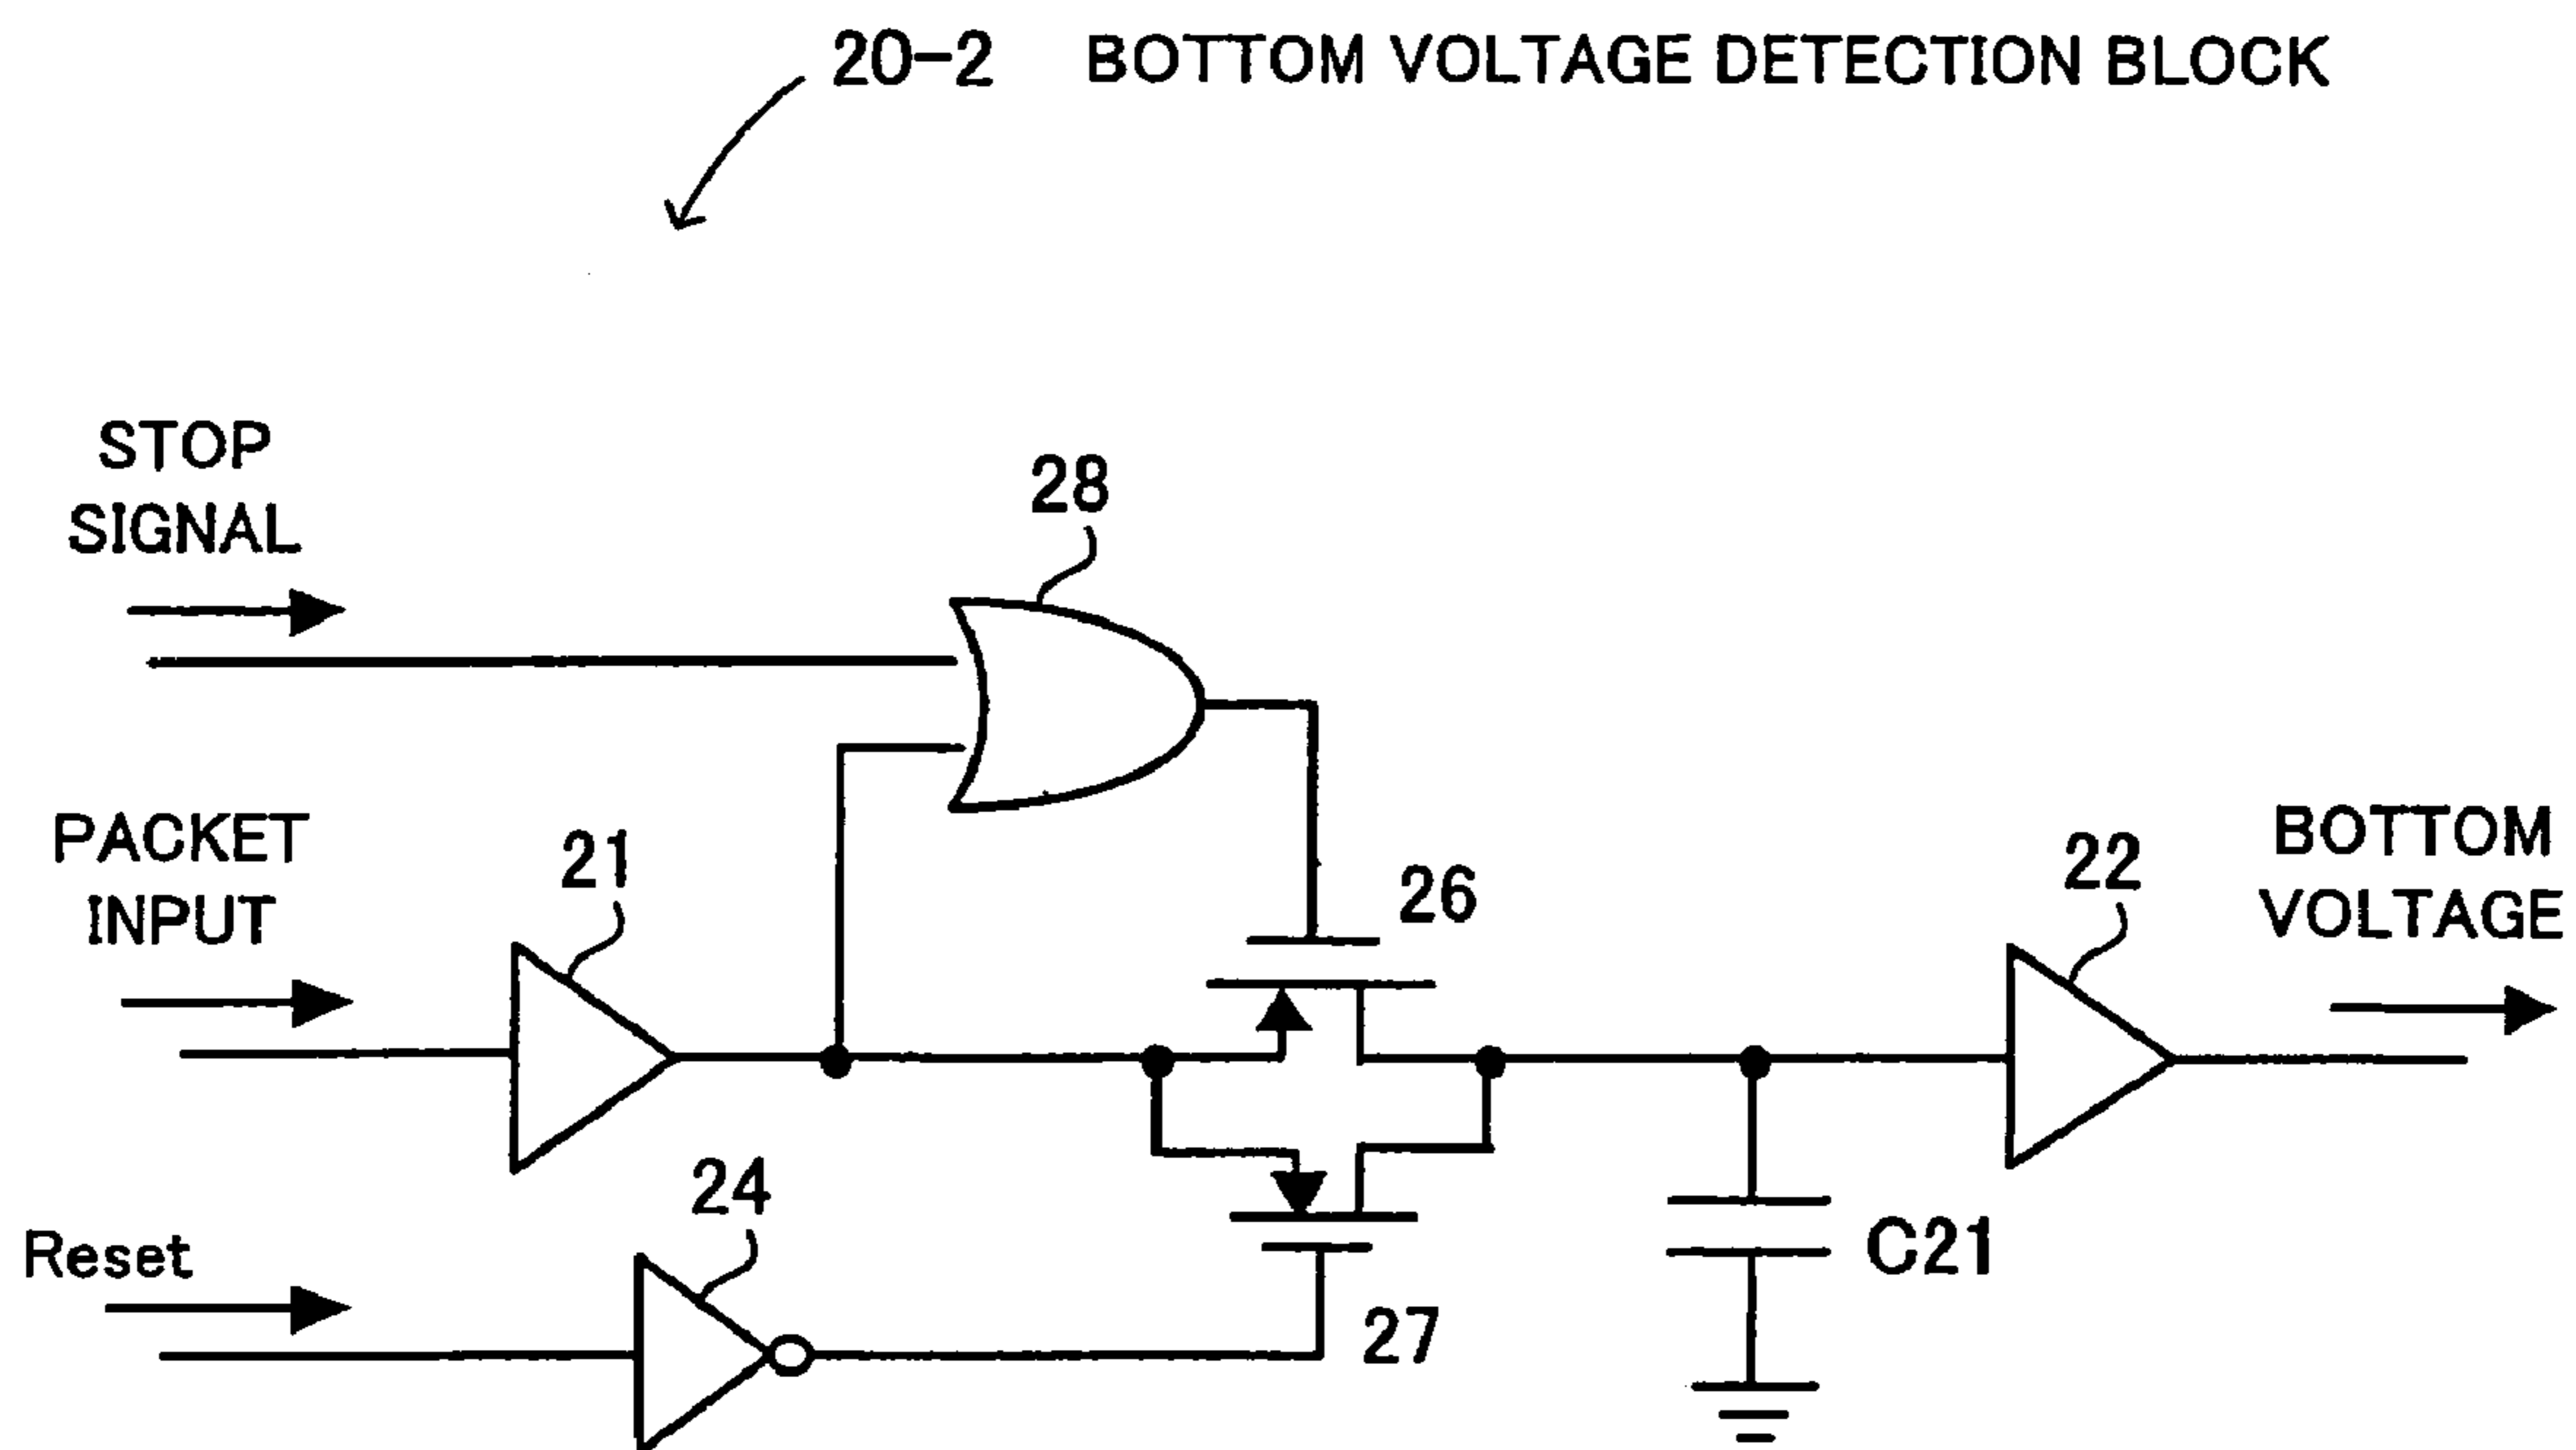 20-2 BOTTOM VOLTAGE DETECTION BLOCK
STOP
SIGNAL
28
PACKET
INPUT
21
26
22
BOTTOM
VOLTAGE
24
Reset
C21
27